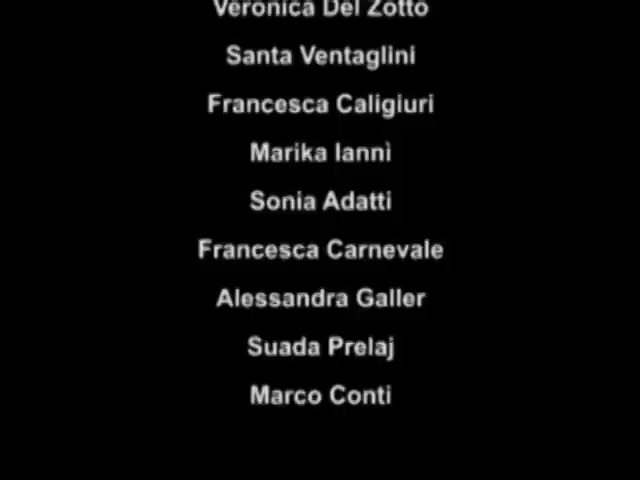 Veronica Del Zotto
Santa Ventaglini
Francesca Caligiuri
Marika Iannì
Sonia Adatti
Francesca Carnevale
Alessandra Galler
Suada Prelaj
Marco Conti